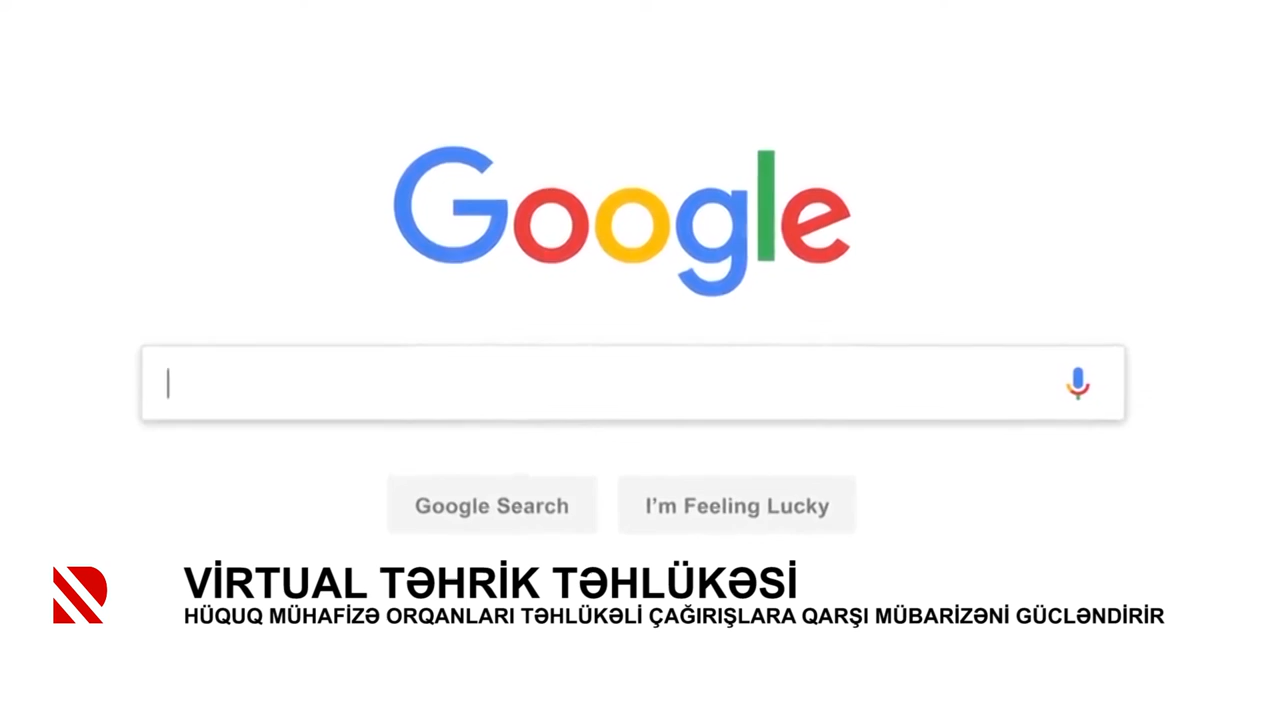 Google
Google Search
I'm Feeling Lucky
VİRTUAL TƏHRİK TƏHLÜKƏSİ
HÜQUQ MÜHAFİZƏ ORQANLARI TƏHLÜKƏLİ ÇAĞIRIŞLARA QARŞI MÜBARİZƏNİ GÜCLƏNDİRİR